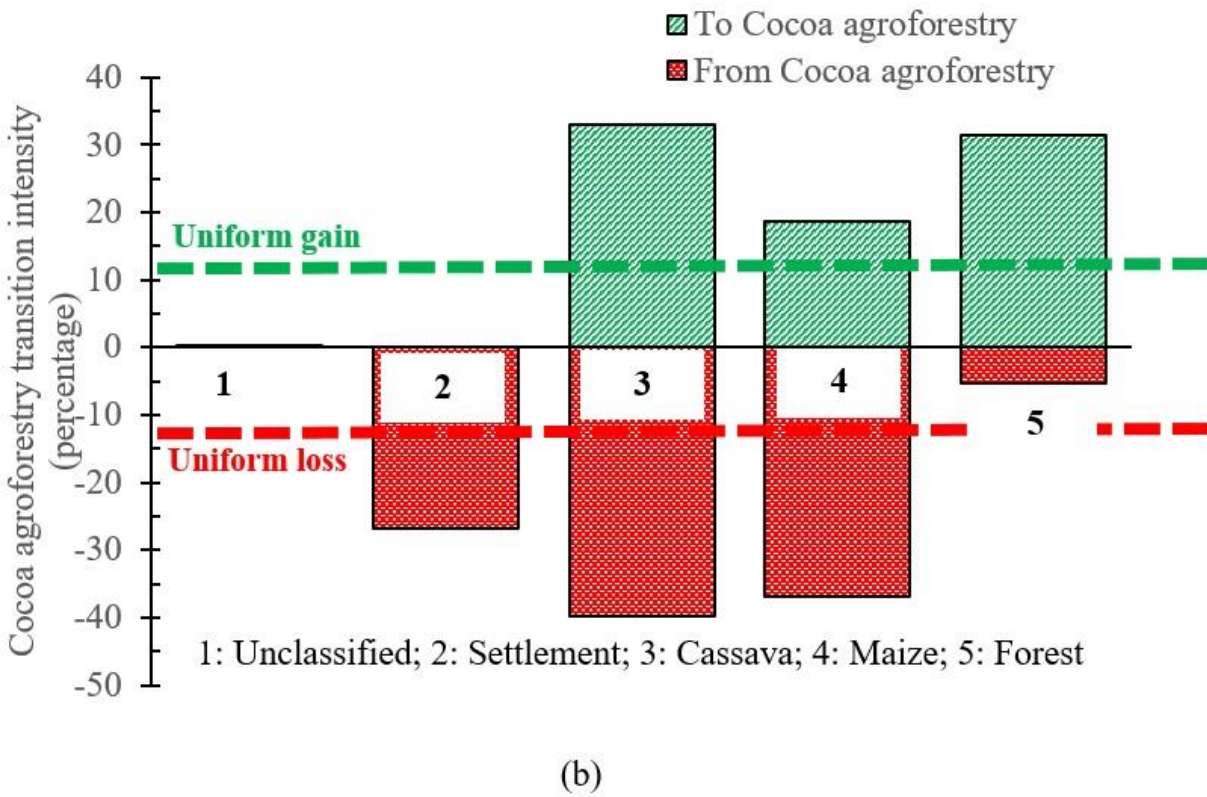 To Cocoa agroforestry
From Cocoa agroforestry
Cocoa agroforestry transition intensity
(percentage)
40
30
20
10
0
-10
-20
-30
-40
-50
Uniform gain
Uniform loss
1
2
3
4
5
1: Unclassified; 2: Settlement; 3: Cassava; 4: Maize; 5: Forest
(b)